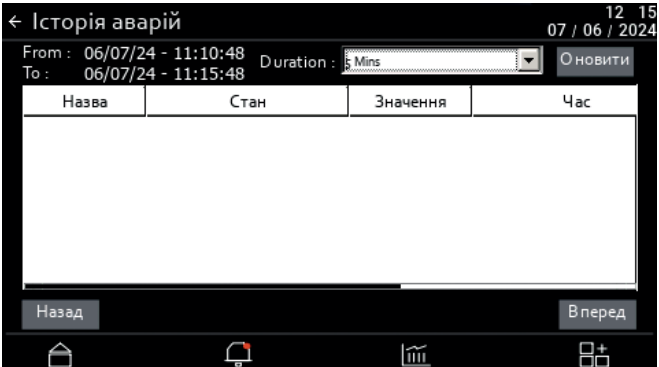 ← Історія аварій
12 15
07 / 06 / 2024
From : 06/07/24 - 11:10:48
To : 06/07/24 - 11:15:48
Duration : 5 Mins
Оновити
Назва Стан Значення Час
Назад Вперед